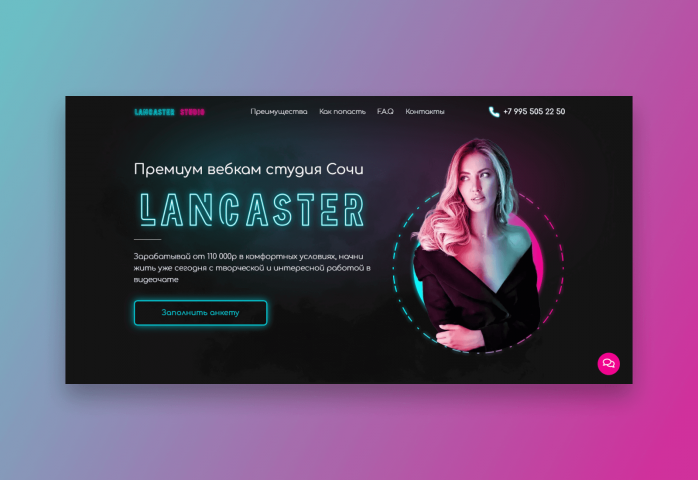 LANCASTER STUDIO
Преимущества Как попасть F.A.Q Контакты
+7 995 505 22 50
Премиум вебкам студия Сочи
LANCASTER
Зарабатывай от 110 000р в комфортных условиях, начни
жить уже сегодня с творческой и интересной работой в
видеочате
Заполнить анкету